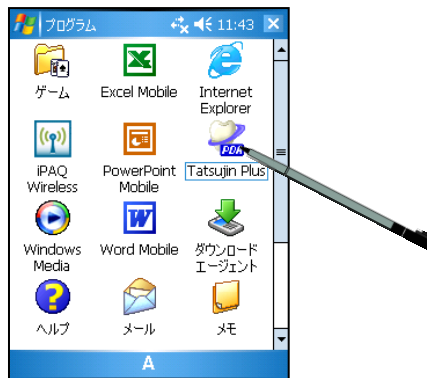 プログラム
11:43
ゲーム
Excel Mobile
Internet
Explorer
iPAQ
Wireless
PowerPoint
Mobile
PDA
Tatsujin Plus
Windows
Media
Word Mobile
ダウンロード
エージェント
ヘルプ
メール
メモ
A